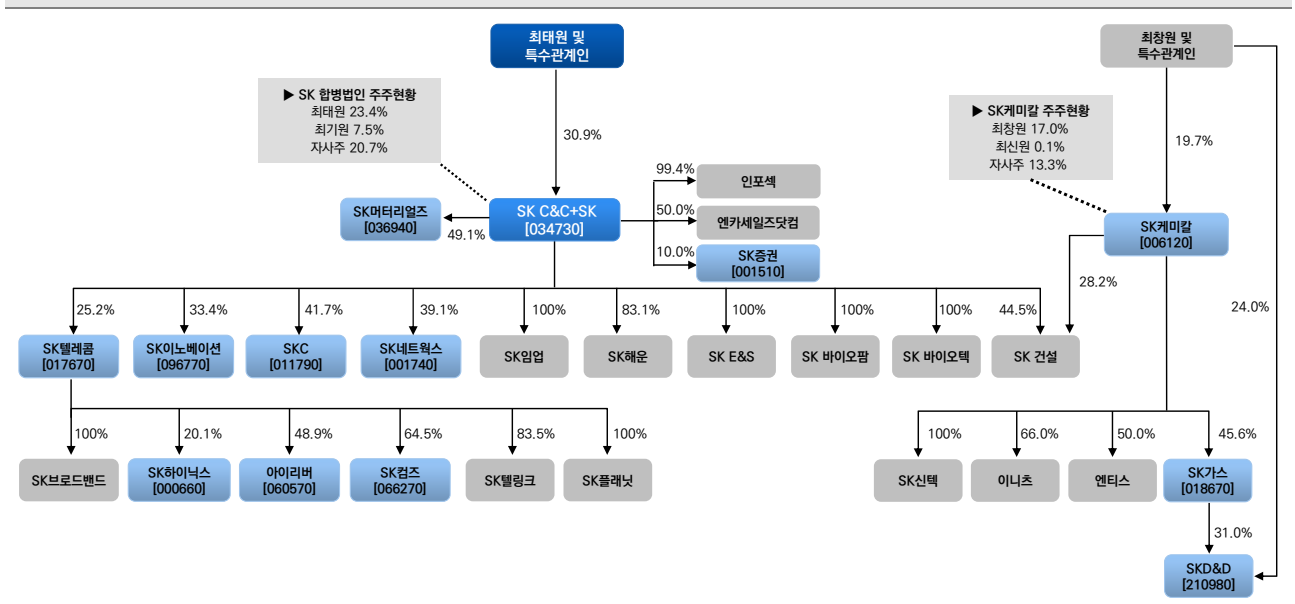 최태원 및
특수관계인
최창원 및
특수관계인
▶ SK 합병법인 주주현황
최태원 23.4%
최기원 7.5%
자사주 20.7%
▶ SK케미칼 주주현황
최창원 17.0%
최신원 0.1%
자사주 13.3%
30.9%
19.7%
99.4%
인포섹
SK머터리얼즈
[036940]
49.1%
SK C&C+SK
[034730]
50.0%
엔카세일즈닷컴
10.0%
SK증권
[001510]
SK케미칼
[006120]
28.2%
24.0%
25.2%
33.4%
41.7%
39.1%
100%
83.1%
100%
100%
100%
44.5%
SK텔레콤
[017670]
SK이노베이션
[096770]
SKC
[011790]
SK네트웍스
[001740]
SK임업
SK해운
SK E&S
SK 바이오팜
SK 바이오텍
SK 건설
100%
20.1%
48.9%
64.5%
83.5%
100%
100%
66.0%
50.0%
45.6%
SK브로드밴드
SK하이닉스
[000660]
아이리버
[060570]
SK컴즈
[066270]
SK텔링크
SK플래닛
SK신텍
이니츠
엔티스
SK가스
[018670]
31.0%
SKD&D
[210980]